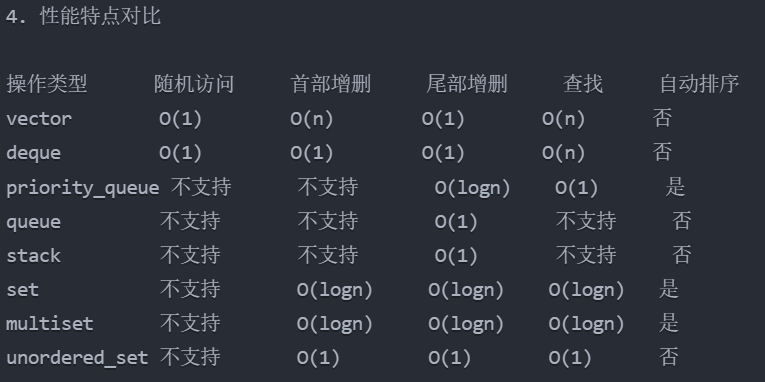 4. 性能特点对比
操作类型 随机访问 首部增删 尾部增删 查找 自动排序
vector O(1) O(n) O(1) O(n) 否
deque O(1) O(1) O(1) O(n) 否
priority_queue 不支持 不支持 O(logn) O(1) 是
queue 不支持 不支持 O(1) 不支持 否
stack 不支持 不支持 O(1) 不支持 否
set 不支持 O(logn) O(logn) O(logn) 是
multiset 不支持 O(logn) O(logn) O(logn) 是
unordered_set 不支持 O(1) O(1) O(1) 否